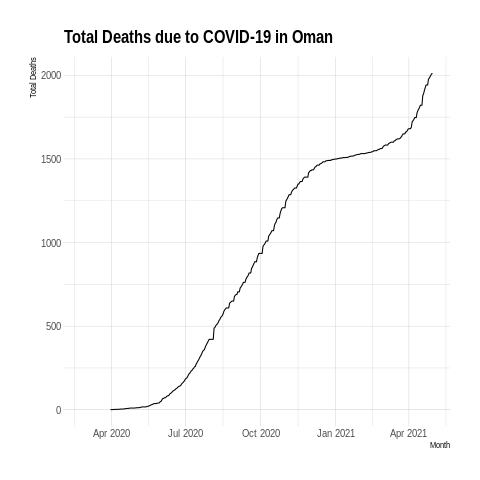 Total Deaths due to COVID-19 in Oman
Total Deaths
2000
1500
1000
500
0
Apr 2020
Jul 2020
Oct 2020
Jan 2021
Apr 2021
Month